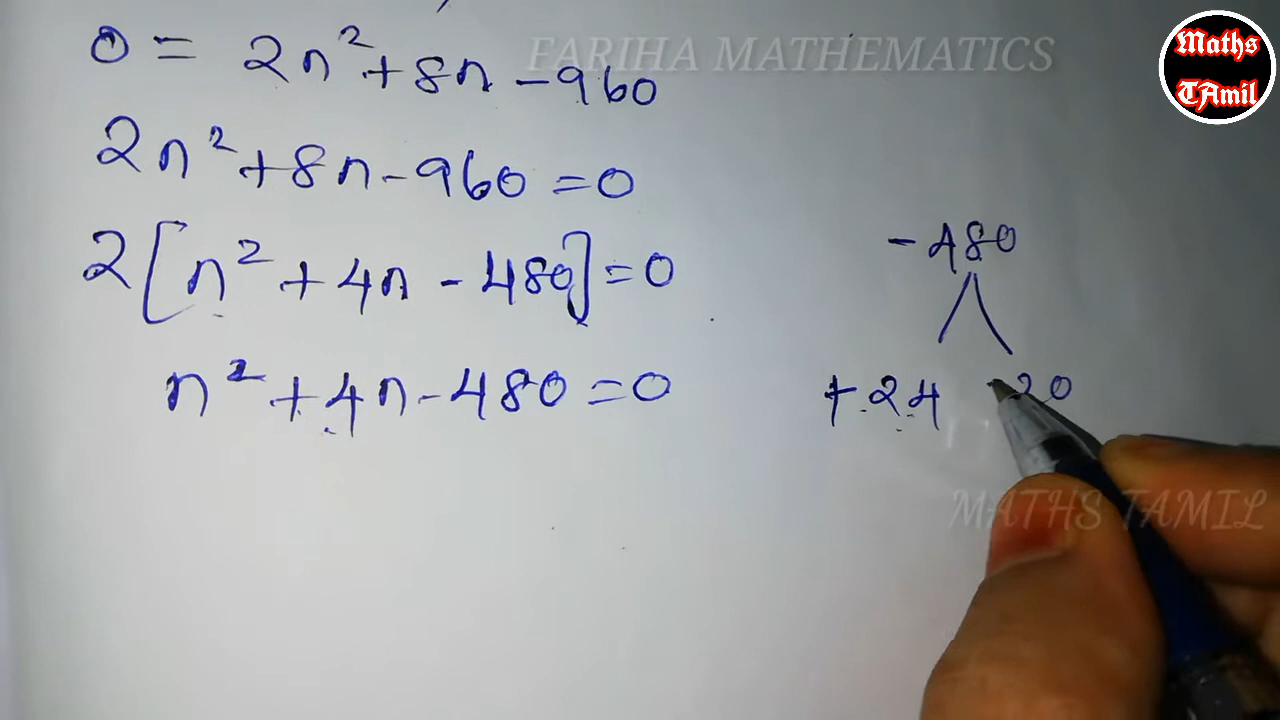 Maths
TAmil
FARIHA MATHEMATICS
0 = 2n²+8n-960
2n²+8n-960=0
2[n²+4n-480]=0
-480
n²+4n-480=0
+24 -20
MATHS TAMIL